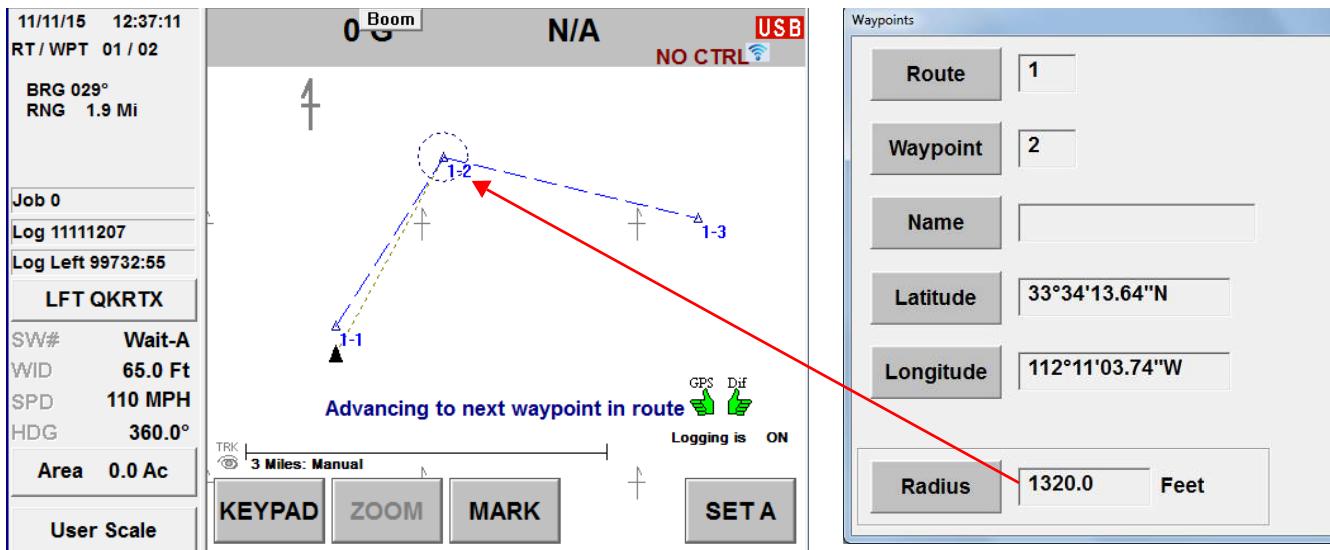 11/11/15 12:37:11
RT / WPT 01 / 02
BRG 029°
RNG 1.9 Mi
Job 0
Log 11111207
Log Left 99732:55
LFT QKRTX
SW# Wait-A
WID 65.0 Ft
SPD 110 MPH
HDG 360.0°
Area 0.0 Ac
User Scale
0 G
Boom
N/A
USB
NO CTRL
1-2
1-3
1-1
GPS Dif
Advancing to next waypoint in route
Logging is ON
TRK
3 Miles: Manual
KEYPAD
ZOOM
MARK
SET A
Waypoints
Route 1
Waypoint 2
Name
Latitude 33°34'13.64"N
Longitude 112°11'03.74"W
Radius 1320.0 Feet